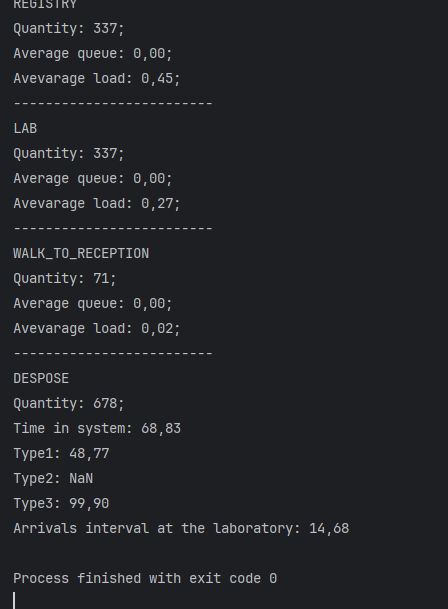 REGISTRY
Quantity: 337;
Average queue: 0,00;
Avevarage load: 0,45;
-------------------------
LAB
Quantity: 337;
Average queue: 0,00;
Avevarage load: 0,27;
-------------------------
WALK_TO_RECEPTION
Quantity: 71;
Average queue: 0,00;
Avevarage load: 0,02;
-------------------------
DESPOSE
Quantity: 678;
Time in system: 68,83
Type1: 48,77
Type2: NaN
Type3: 99,90
Arrivals interval at the laboratory: 14,68
Process finished with exit code 0